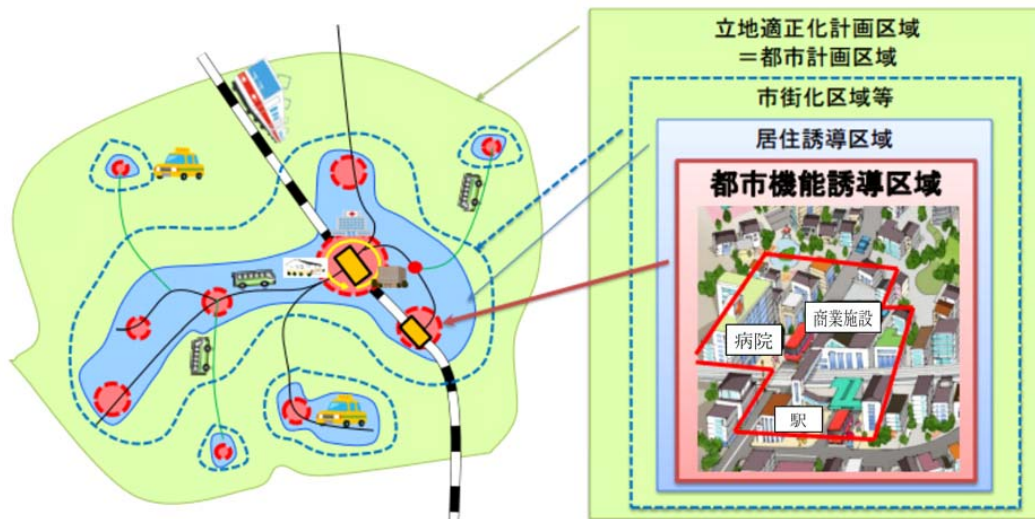 立地適正化計画区域
＝都市計画区域
市街化区域等
居住誘導区域
都市機能誘導区域
商業施設
病院
駅